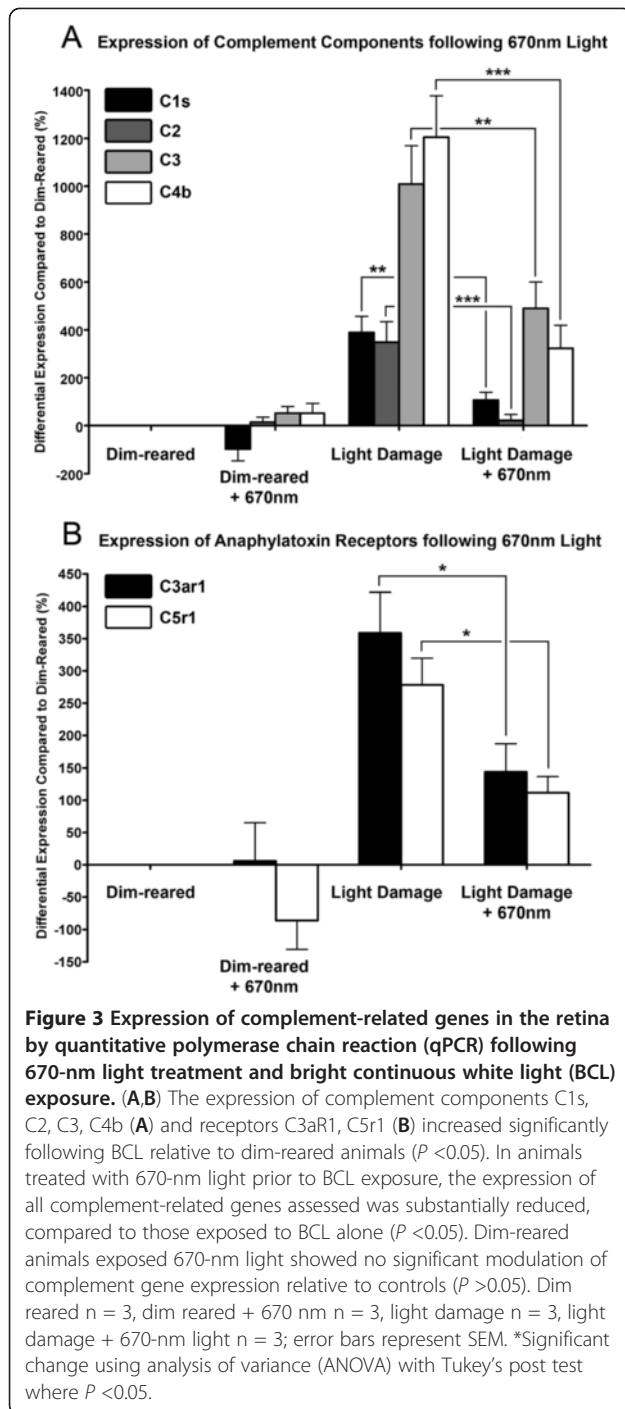 A Expression of Complement Components following 670nm Light
Differential Expression Compared to Dim-Reared (%)
1400
1200
1000
800
600
400
200
0
-200
C1s
C2
C3
C4b
**
***
**
***
Dim-reared
Dim-reared
+ 670nm
Light Damage
Light Damage
+ 670nm
B Expression of Anaphylatoxin Receptors following 670nm Light
Differential Expression Compared to Dim-Reared (%)
450
400
350
300
250
200
150
100
50
0
-50
-100
-150
C3ar1
C5r1
*
*
Dim-reared
Dim-reared
+ 670nm
Light Damage
Light Damage
+ 670nm
Figure 3 Expression of complement-related genes in the retina
by quantitative polymerase chain reaction (qPCR) following
670-nm light treatment and bright continuous white light (BCL)
exposure. (A,B) The expression of complement components C1s,
C2, C3, C4b (A) and receptors C3aR1, C5r1 (B) increased significantly
following BCL relative to dim-reared animals (P <0.05). In animals
treated with 670-nm light prior to BCL exposure, the expression of
all complement-related genes assessed was substantially reduced,
compared to those exposed to BCL alone (P <0.05). Dim-reared
animals exposed 670-nm light showed no significant modulation of
complement gene expression relative to controls (P >0.05). Dim
reared n = 3, dim reared + 670 nm n = 3, light damage n = 3, light
damage + 670-nm light n = 3; error bars represent SEM. *Significant
change using analysis of variance (ANOVA) with Tukey's post test
where P <0.05.